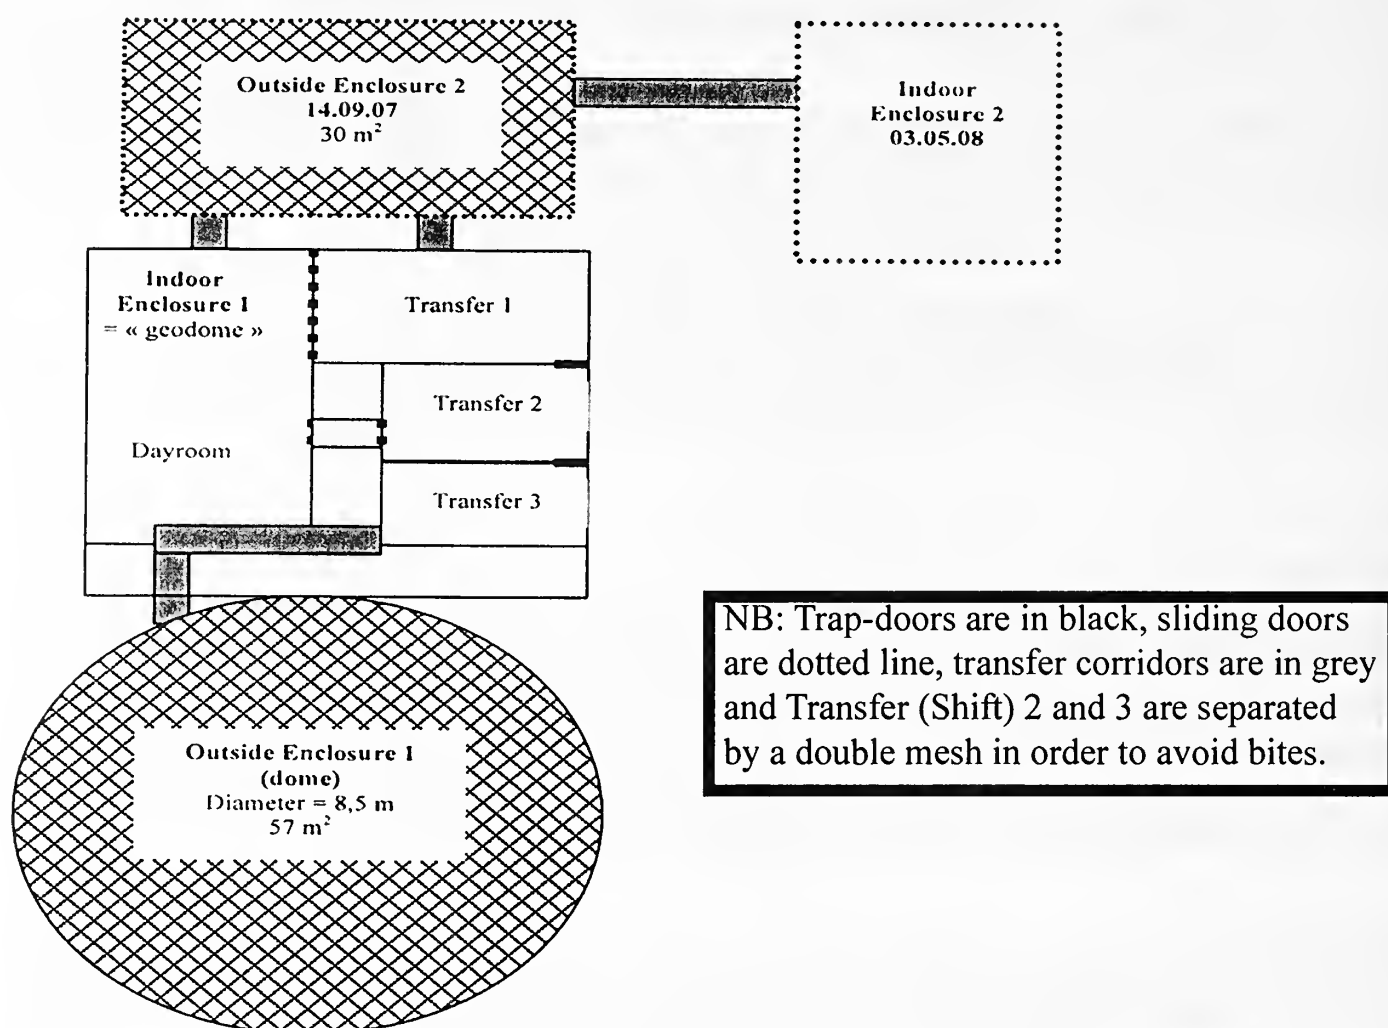 Outside Enclosure 2
14.09.07
30 m²
Indoor
Enclosure 2
03.05.08
Indoor
Enclosure 1
= « geodome »
Transfer 1
Transfer 2
Dayroom
Transfer 3
NB: Trap-doors are in black, sliding doors
are dotted line, transfer corridors are in grey
and Transfer (Shift) 2 and 3 are separated
by a double mesh in order to avoid bites.
Outside Enclosure 1
(dome)
Diameter = 8,5 m
57 m²